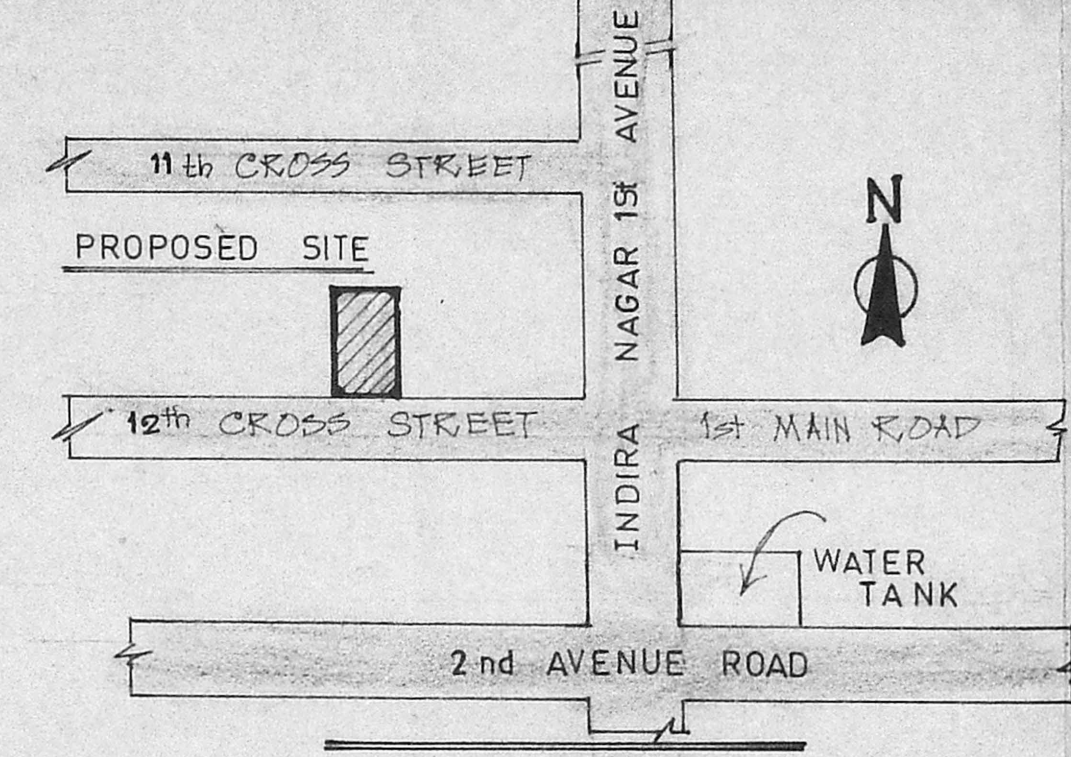 11th CROSS STREET
N
PROPOSED SITE
12th CROSS STREET
1st MAIN ROAD
INDIRA NAGAR 1st AVENUE
WATER
TANK
2nd AVENUE ROAD